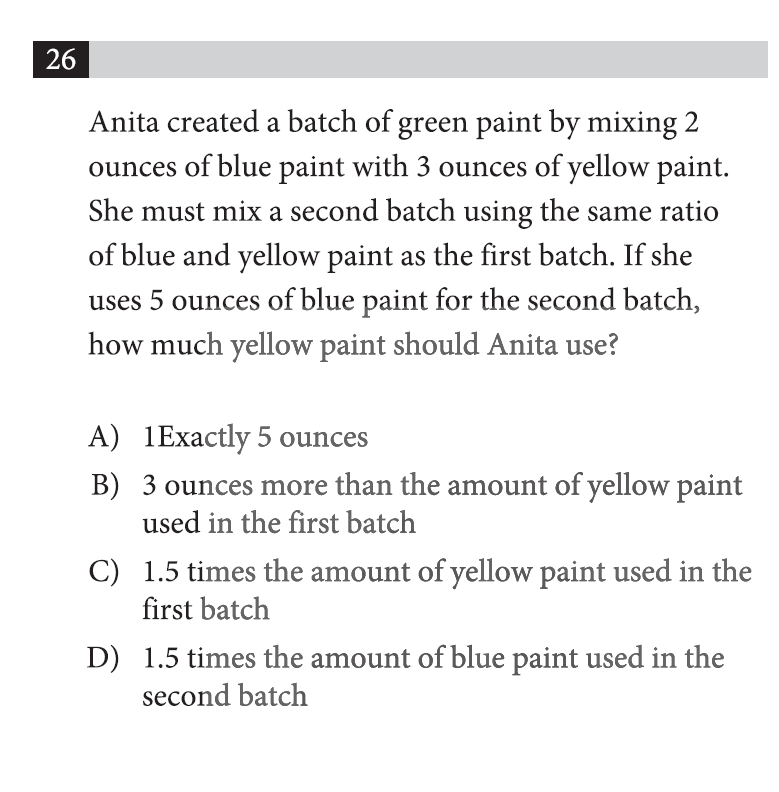 26
Anita created a batch of green paint by mixing 2
ounces of blue paint with 3 ounces of yellow paint.
She must mix a second batch using the same ratio
of blue and yellow paint as the first batch. If she
uses 5 ounces of blue paint for the second batch,
how much yellow paint should Anita use?
A) 1Exactly 5 ounces
B) 3 ounces more than the amount of yellow paint
used in the first batch
C) 1.5 times the amount of yellow paint used in the
first batch
D) 1.5 times the amount of blue paint used in the
second batch